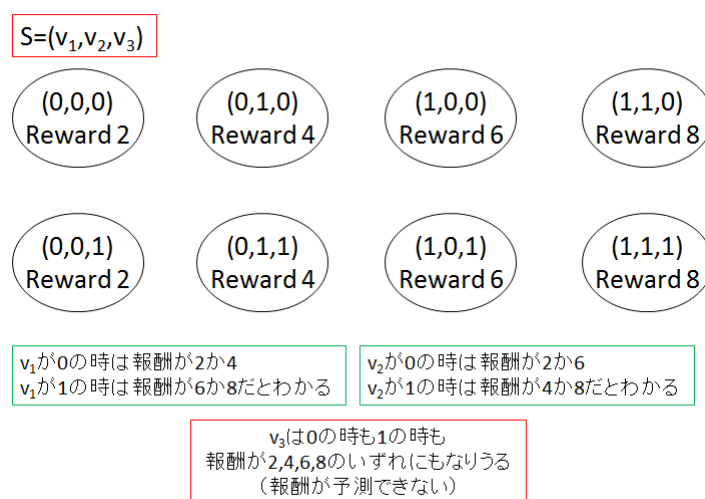 S=(v₁,v₂,v₃)
(0,0,0)
Reward 2
(0,1,0)
Reward 4
(1,0,0)
Reward 6
(1,1,0)
Reward 8
(0,0,1)
Reward 2
(0,1,1)
Reward 4
(1,0,1)
Reward 6
(1,1,1)
Reward 8
v₁が0の時は報酬が2か4
v₁が1の時は報酬が6か8だとわかる
v₂が0の時は報酬が2か6
v₂が1の時は報酬が4か8だとわかる
v₃は0の時も1の時も
報酬が2,4,6,8のいずれにもなりうる
（報酬が予測できない）